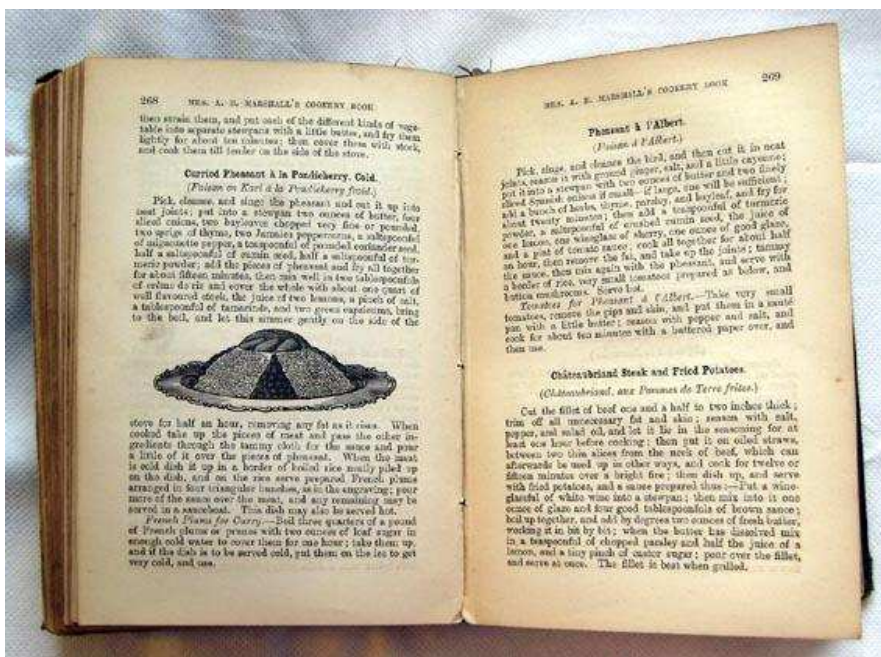 268 MRS. A. B. MARSHALL'S COOKERY BOOK
then strain them, and put each of the different kinds of vege-
table into separate stewpans with a little butter, and fry them
lightly for about ten minutes; then cover them with stock,
and cook them till tender on the side of the stove.
Curried Pheasant à la Pondicherry. Cold.
(Faisan en Kari à la Pondicherry froid.)
Pick, cleanse, and singe the pheasant and cut it up into
neat joints; put into a stewpan two ounces of butter, four
sliced onions, two bayleaves chopped very fine or pounded,
two sprigs of thyme, two Jamaica peppercorns, a saltspoonful
of mignonette pepper, a teaspoonful of pounded coriander seed,
half a saltspoonful of cumin seed, half a saltspoonful of tur-
meric powder; add the pieces of pheasant and fry all together
for about fifteen minutes, then mix well in two tablespoonfuls
of crème de riz and cover the whole with about one quart of
well flavoured stock, the juice of two lemons, a pinch of salt,
a tablespoonful of tamarinds, and two green capsicums, bring
to the boil, and let this simmer gently on the side of the
stove for half an hour, removing any fat as it rises. When
cooked take up the pieces of meat and pass the other in-
gredients through the tammy cloth for the sauce and pour
a little of it over the pieces of pheasant. When the meat
is cold dish it up in a border of boiled rice neatly piled up
on the dish, and on the rice serve prepared French plums
arranged in four triangular bunches, as in the engraving; pour
more of the sauce over the meat, and any remaining may be
served in a sauceboat. This dish may also be served hot.
French Plums for Curry.—Boil three quarters of a pound
of French plums or prunes with two ounces of loaf sugar in
enough cold water to cover them for one hour; take them up,
and if the dish is to be served cold, put them on the ice to get
very cold, and use.
MRS. A. B. MARSHALL'S COOKERY BOOK 269
Pheasant à l'Albert.
(Faisan à l'Albert.)
Pick, singe, and cleanse the bird, and then cut it in neat
joints, season it with ground ginger, salt, and a little cayenne;
put it into a stewpan with two ounces of butter and two finely
sliced Spanish onions if small—if large, one will be sufficient;
add a bunch of herbs, thyme, parsley, and bayleaf, and fry for
about twenty minutes; then add a teaspoonful of turmeric
powder, a saltspoonful of crushed cumin seed, the juice of
one lemon, one wineglass of sherry, one ounce of good glaze,
and a pint of tomato sauce; cook all together for about half
an hour, then remove the fat, and take up the joints; tammy
the sauce, then mix again with the pheasant, and serve with
a border of rice, very small tomatoes prepared as below, and
button mushrooms. Serve hot.
Tomatoes for Pheasant à l'Albert.—Take very small
tomatoes, remove the pips and skin, and put them in a sauté
pan with a little butter; season with pepper and salt, and
cook for about ten minutes with a buttered paper over, and
then use.
Châteaubriand Steak and Fried Potatoes.
(Châteaubriand, aux Pommes de Terre frites.)
Cut the fillet of beef one and a half to two inches thick;
trim off all unnecessary fat and skin; season with salt,
pepper, and salad oil, and let it lie in the seasoning for at
least one hour before cooking; then put it on oiled straws,
between two thin slices from the neck of beef, which can
afterwards be used up in other ways, and cook for twelve or
fifteen minutes over a bright fire; then dish up, and serve
with fried potatoes, and a sauce prepared thus:—Put a wine-
glassful of white wine into a stewpan; then mix into it one
ounce of glaze and four good tablespoonfuls of brown sauce;
boil up together, and add by degrees two ounces of fresh butter,
working it in bit by bit; when the butter has dissolved mix
in a teaspoonful of chopped parsley and half the juice of a
lemon, and a tiny pinch of castor sugar; pour over the fillet,
and serve at once. The fillet is best when grilled.